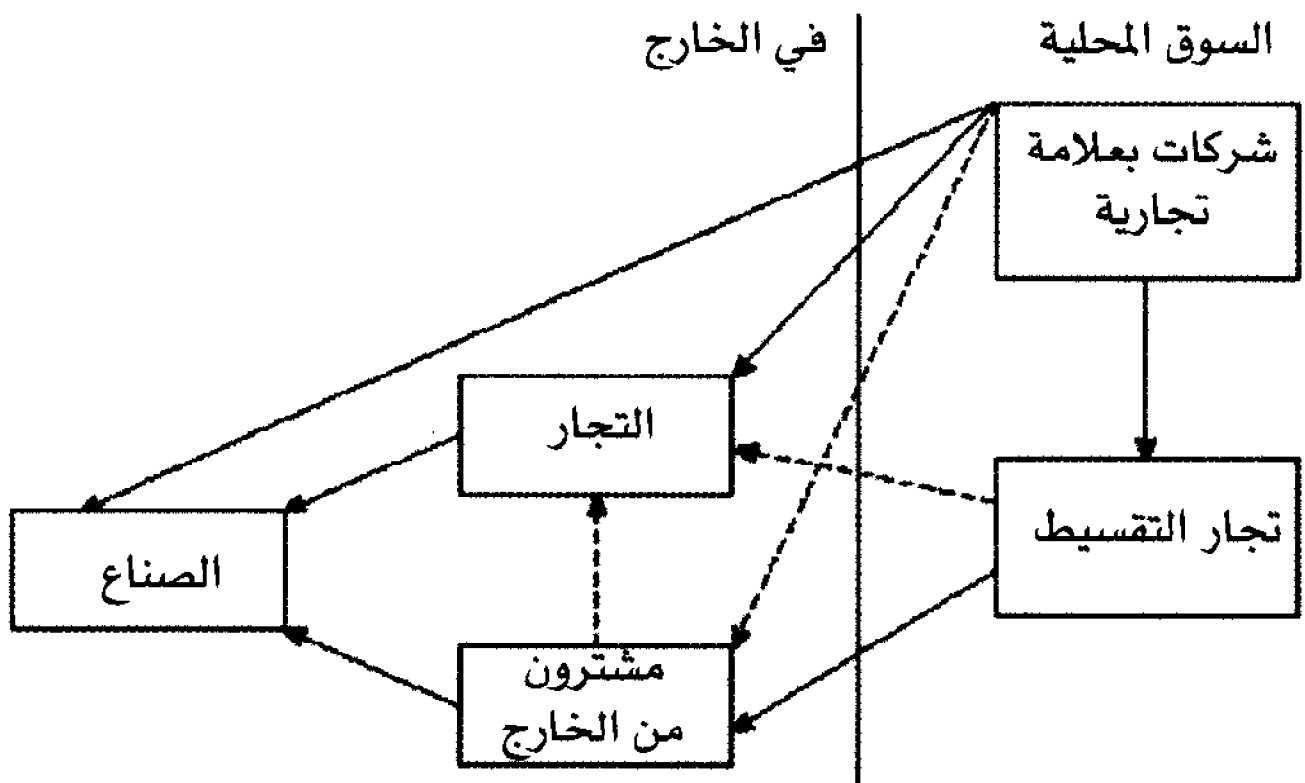 السوق المحلية
في الخارج
شركات بعلامة
تجارية
التجار
تجار التقسيط
الصناع
مشترون
من الخارج